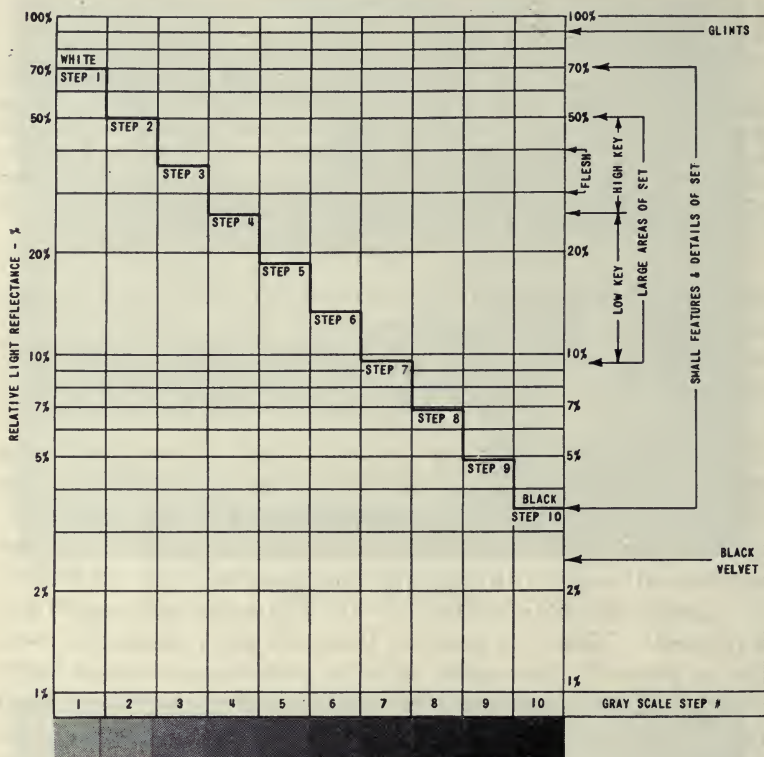 100%
100%
GLINTS
WHITE
70%
STEP 1
70%
50%
STEP 2
50%
STEP 3
FLESH
HIGH KEY
LARGE AREAS OF SET
SMALL FEATURES & DETAILS OF SET
STEP 4
20%
STEP 5
20%
LOW KEY
RELATIVE LIGHT REFLECTANCE - %
STEP 6
10%
10%
STEP 7
7%
STEP 8
7%
5%
STEP 9
5%
BLACK
STEP 10
BLACK
VELVET
2%
2%
1%
1%
1 2 3 4 5 6 7 8 9 10 GRAY SCALE STEP #